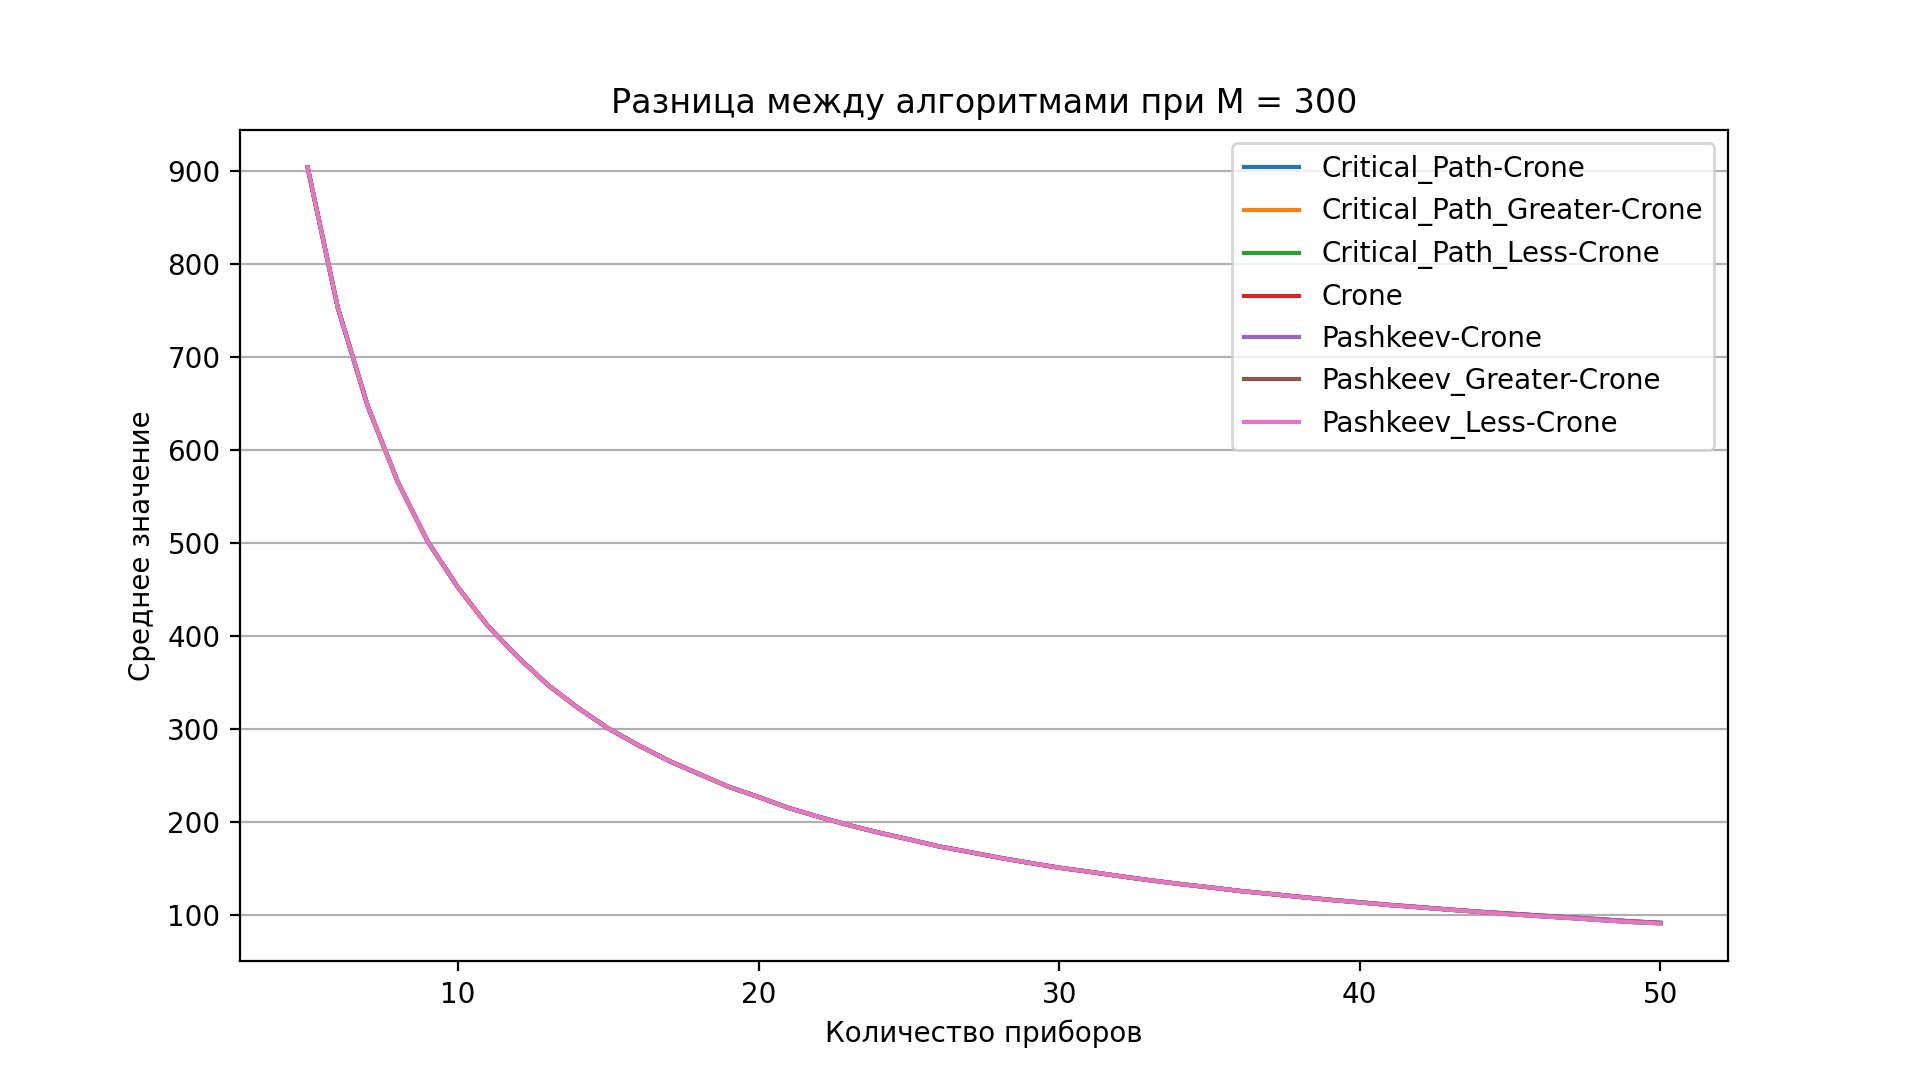 Разница между алгоритмами при M = 300
900
800
700
600
500
400
300
200
100
Среднее значение
Critical_Path-Crone
Critical_Path_Greater-Crone
Critical_Path_Less-Crone
Crone
Pashkeev-Crone
Pashkeev_Greater-Crone
Pashkeev_Less-Crone
10 20 30 40 50
Количество приборов